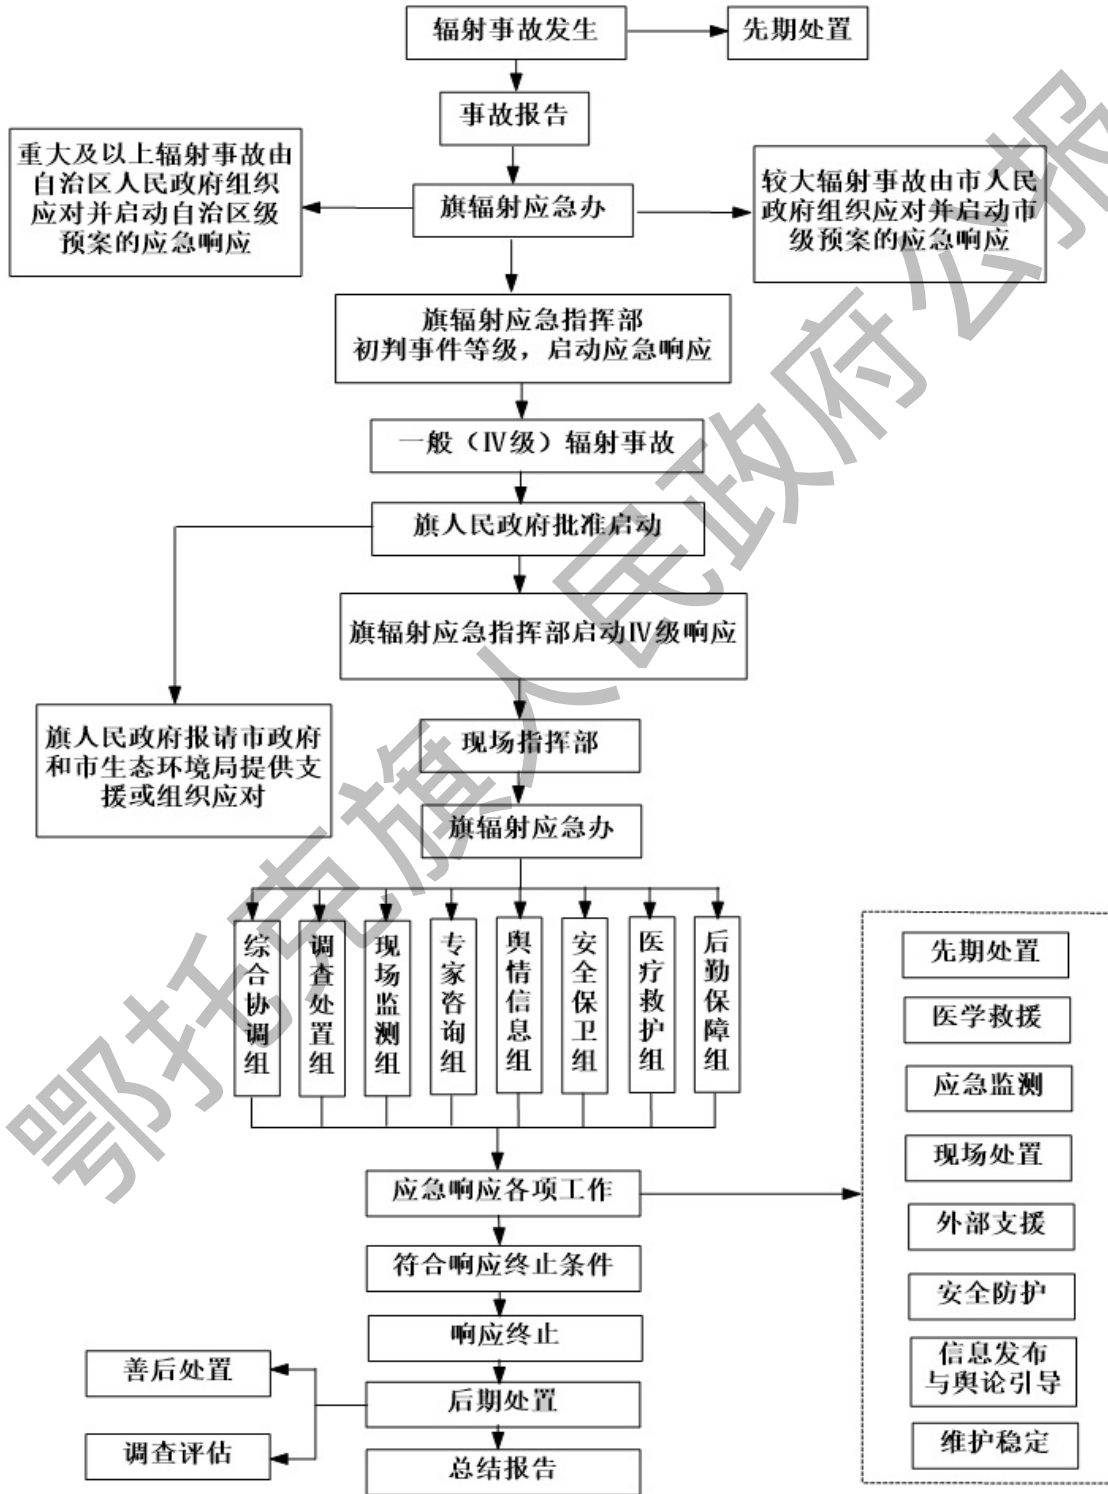 辐射事故发生
先期处置
事故报告
重大及以上辐射事故由
自治区人民政府组织
应对并启动自治区级
预案的应急响应
旗辐射应急办
较大辐射事故由市人民
政府组织应对并启动市
级预案的应急响应
旗辐射应急指挥部
初判事件等级，启动应急响应
一般（Ⅳ级）辐射事故
旗人民政府批准启动
旗辐射应急指挥部启动Ⅳ级响应
旗人民政府报请市政府
和市生态环境局提供支
援或组织应对
现场指挥部
旗辐射应急办
综合协调组
调查处置组
现场监测组
专家咨询组
舆情信息组
安全保卫组
医疗救护组
后勤保障组
先期处置
医学救援
应急监测
现场处置
外部支援
安全防护
信息发布
与舆论引导
维护稳定
应急响应各项工作
符合响应终止条件
响应终止
善后处置
后期处置
调查评估
总结报告
鄂托克旗人民政府公报